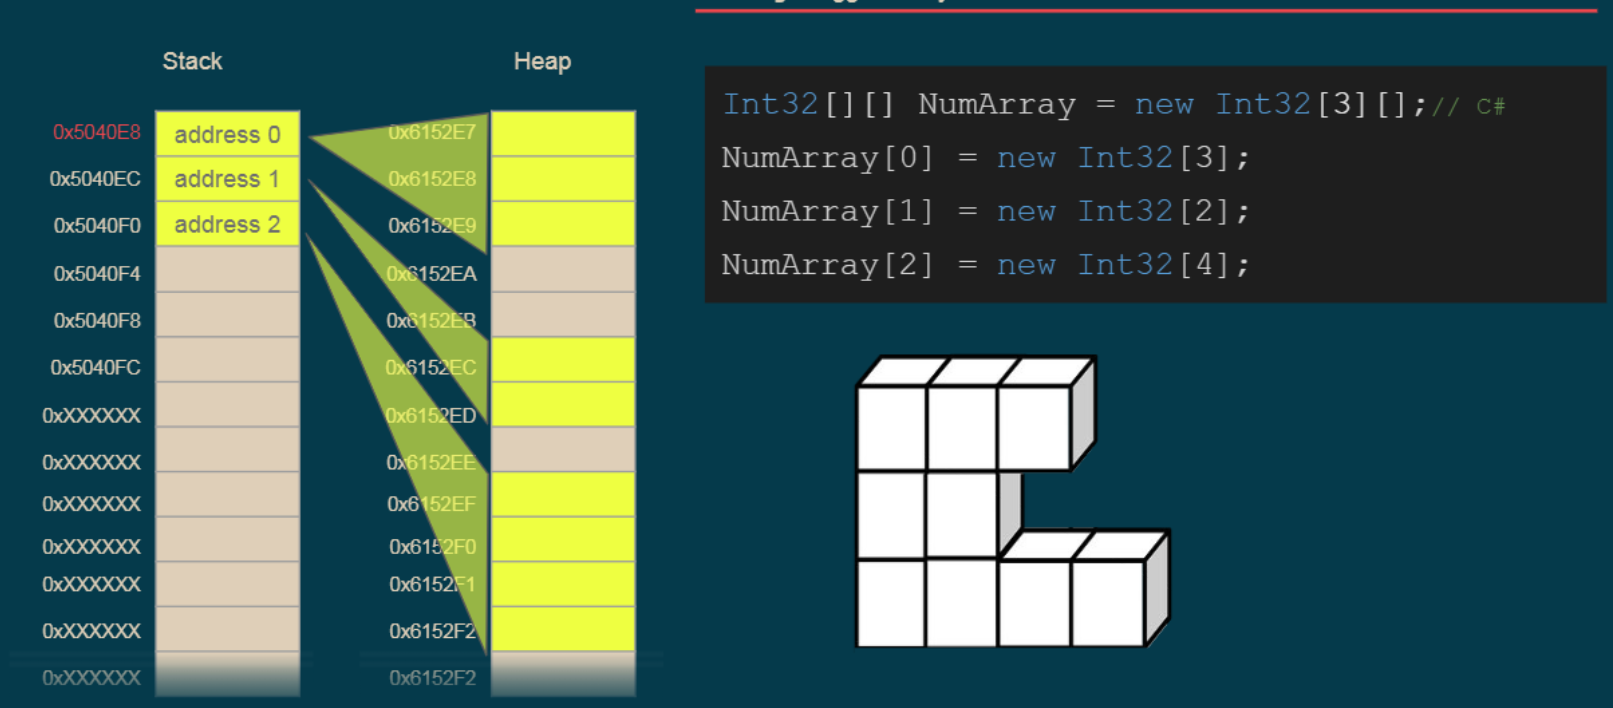 Stack
Heap
0x5040E8 address 0 0x6152E7
0x5040EC address 1 0x6152E8
0x5040F0 address 2 0x6152E9
0x5040F4 0x6152EA
0x5040F8 0x6152EB
0x5040FC 0x6152EC
0xXXXXXX 0x6152ED
0xXXXXXX 0x6152EE
0xXXXXXX 0x6152EF
0xXXXXXX 0x6152F0
0xXXXXXX 0x6152F1
0xXXXXXX 0x6152F2
0xXXXXXX 0x6152F2
Int32[][] NumArray = new Int32[3][];// C#
NumArray[0] = new Int32[3];
NumArray[1] = new Int32[2];
NumArray[2] = new Int32[4];